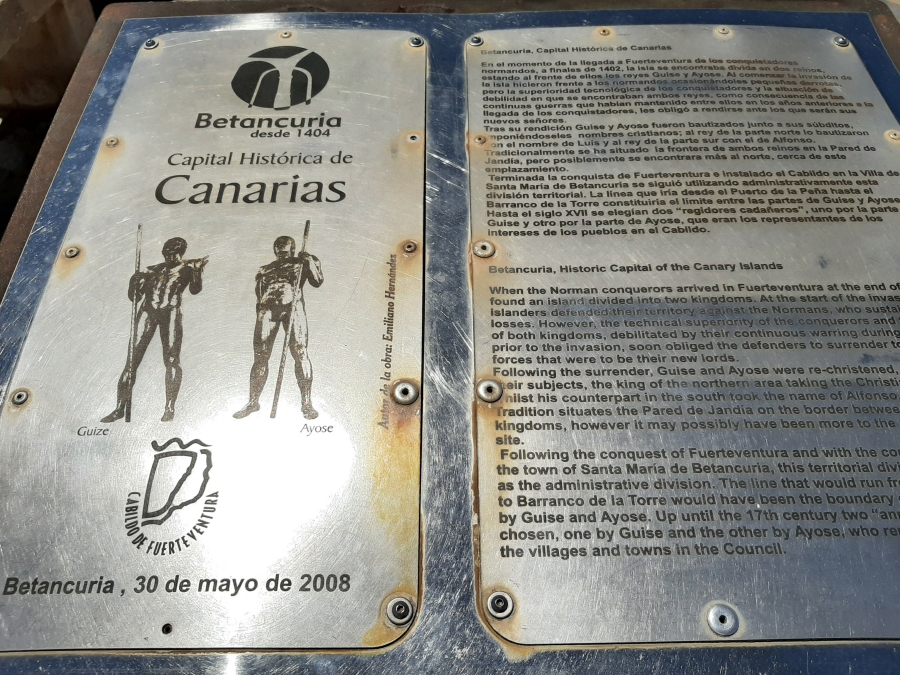 Betancuria
desde 1404
Capital Histórica de
Canarias
Autor de la obra: Emiliano Hernández
Guize
Ayose
CABILDO DE FUERTEVENTURA
Betancuria , 30 de mayo de 2008
Betancuria, Capital Histórica de Canarias
En el momento de la llegada a Fuerteventura de los conquistadores
normandos, a finales de 1402, la isla se encontraba divida en dos reinos,
estando al frente de ellos los reyes Guise y Ayose. Al comenzar la invasión de
la isla hicieron frente a los normandos ocasionándoles pequeñas derrotas,
pero la superioridad tecnológica de los conquistadores y la situación de
debilidad en que se encontraban ambos reyes, como consecuencia de las
continuas guerras que habían mantenido entre ellos en los años anteriores a la
llegada de los conquistadores, les obligó a rendirse ante los que serán sus
nuevos señores.
Tras su rendición Guise y Ayose fueron bautizados junto a sus súbditos,
imponiéndoseles nombres cristianos; al rey de la parte norte lo bautizaron
con el nombre de Luis y al rey de la parte sur con el de Alfonso.
Tradicionalmente se ha situado la frontera de ambos reinos en la Pared de
Jandía, pero posiblemente se encontrara más al norte, cerca de este
emplazamiento.
Terminada la conquista de Fuerteventura e instalado el Cabildo en la Villa de
Santa María de Betancuria se siguió utilizando administrativamente esta
división territorial. La línea que iría desde el Puerto de la Peña hasta el
Barranco de la Torre constituiría el límite entre las partes de Guise y Ayose
Hasta el siglo XVII se elegían dos "regidores cadañeros", uno por la parte
Guise y otro por la parte de Ayose, que eran los representantes de los
intereses de los pueblos en el Cabildo.
Betancuria, Historic Capital of the Canary Islands
When the Norman conquerors arrived in Fuerteventura at the end of
found an island divided into two kingdoms. At the start of the
islanders defended their territory against the Normans, who
losses. However, the technical superiority of the conquerors and
of both kingdoms, debilitated by their continuous warring during
prior to the invasion, soon obliged the defenders to surrender to
forces that were to be their new lords.
Following the surrender, Guise and Ayose were re-christened,
their subjects, the king of the northern area taking the
whilst his counterpart in the south took the name of Alfonso
Tradition situates the Pared de Jandia on the border
kingdoms, however it may possibly have been more to the
site.
Following the conquest of Fuerteventura and with the
the town of Santa Maria de Betancuria, this territorial
as the administrative division. The line that would run
to Barranco de la Torre would have been the boundary
by Guise and Ayose. Up until the 17th century two
chosen, one by Guise and the other by Ayose, who
the villages and towns in the Council.